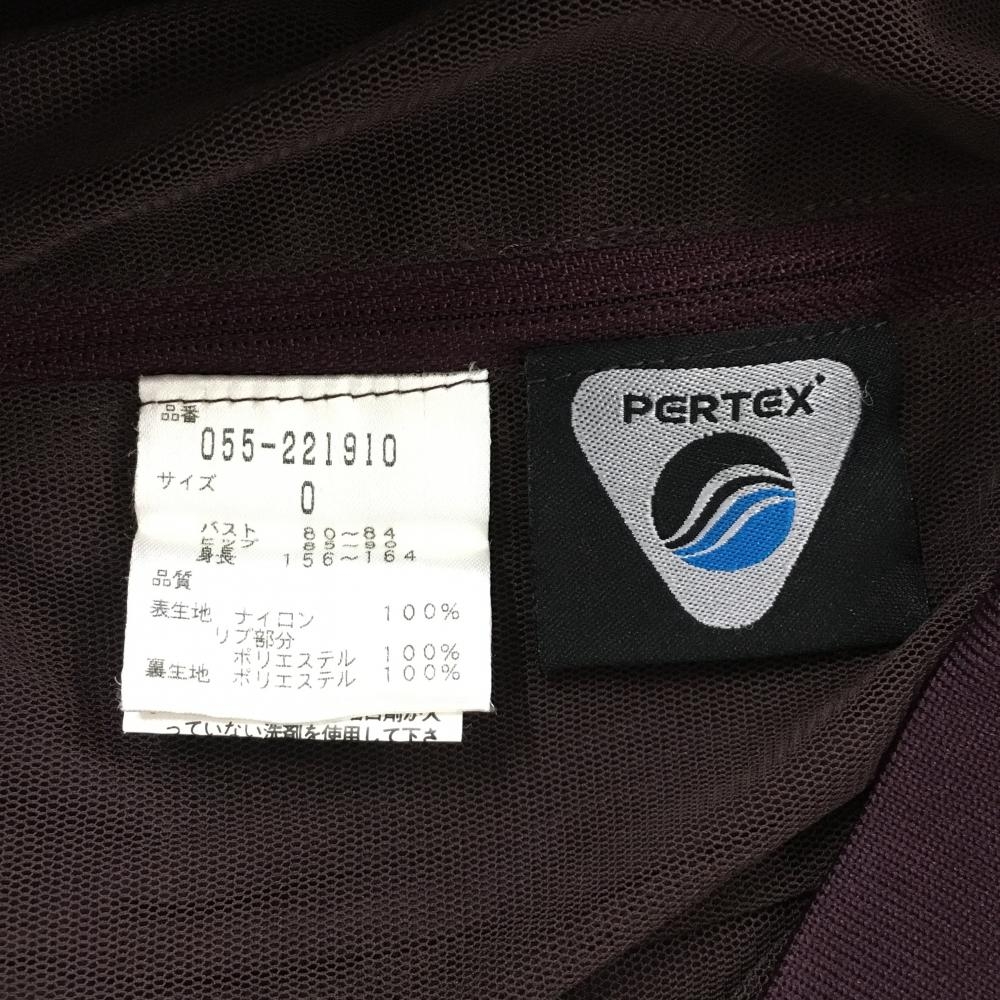 品番
055-221910
サイズ
0
バスト 80～84
ヒップ 85～90
身長 156～164
品質
表生地 ナイロン 100%
リブ部分
ポリエステル 100%
裏生地 ポリエステル 100%
っていない洗剤を使用して下さ
PERTEX